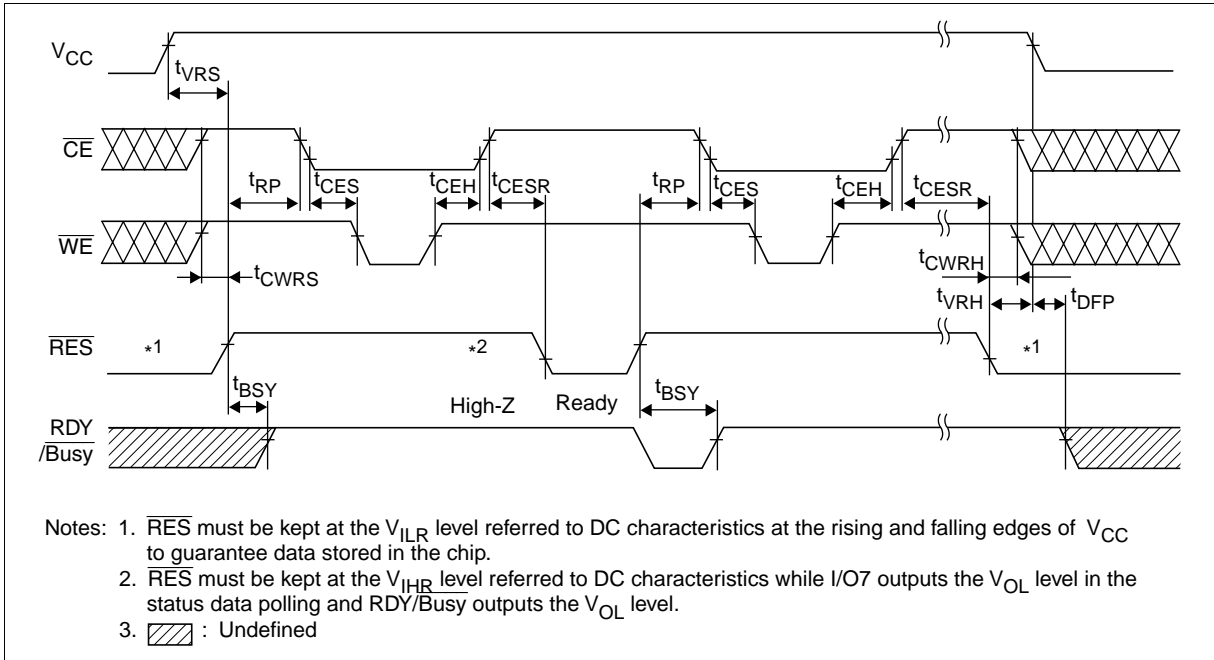 VCC
tVRS
CE
tRP tCES tCEH tCESR tRP tCES tCEH tCESR
WE
tCWRS
tCWRH
tVRH tDFP
RES *1 *2 *1
tBSY
tBSY
High-Z Ready
RDY
/Busy
Notes: 1. RES must be kept at the VILR level referred to DC characteristics at the rising and falling edges of VCC
to guarantee data stored in the chip.
2. RES must be kept at the VIHR level referred to DC characteristics while I/O7 outputs the VOL level in the
status data polling and RDY/Busy outputs the VOL level.
3. : Undefined